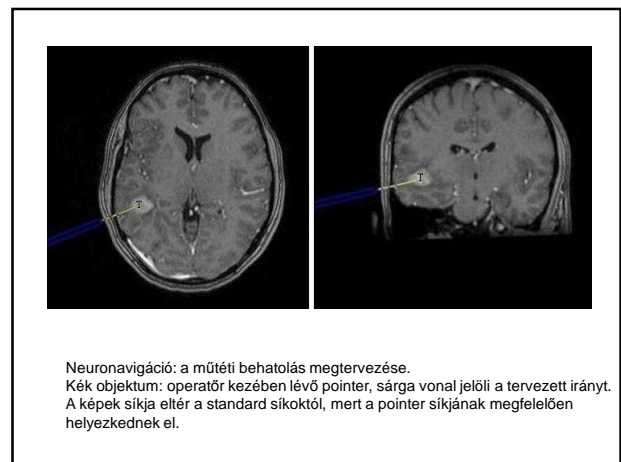 T
T
Neuronavigáció: a műtéti behatolás megtervezése.
Kék objektum: operatőr kezében lévő pointer, sárga vonal jelöli a tervezett irányt.
A képek síkja eltér a standard síkoktól, mert a pointer síkjának megfelelően
helyezkednek el.